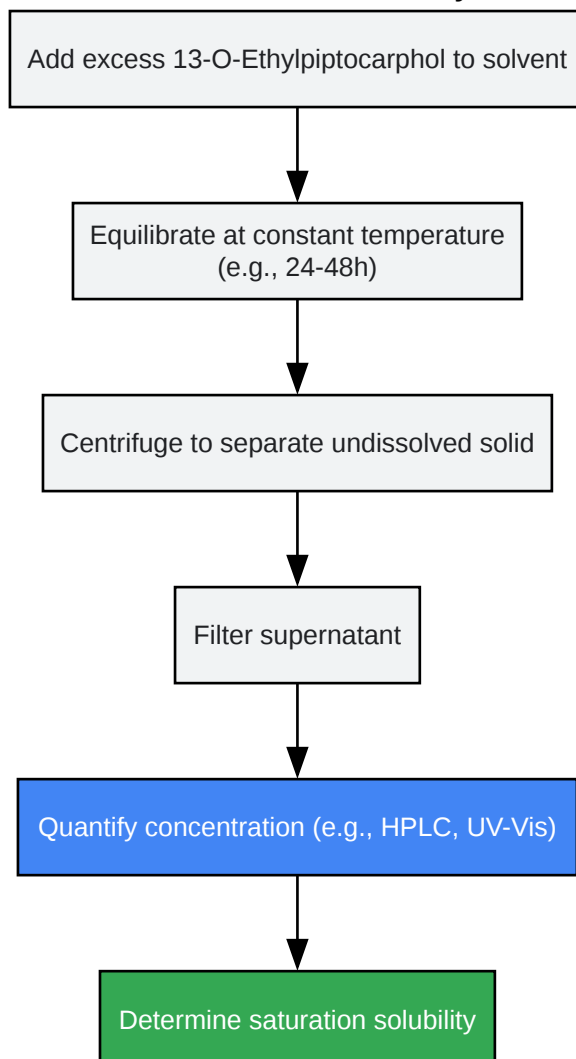 Add excess 13-O-Ethylpiptocarphol to solvent
Equilibrate at constant temperature
(e.g., 24-48h)
Centrifuge to separate undissolved solid
Filter supernatant
Quantify concentration (e.g., HPLC, UV-Vis)
Determine saturation solubility